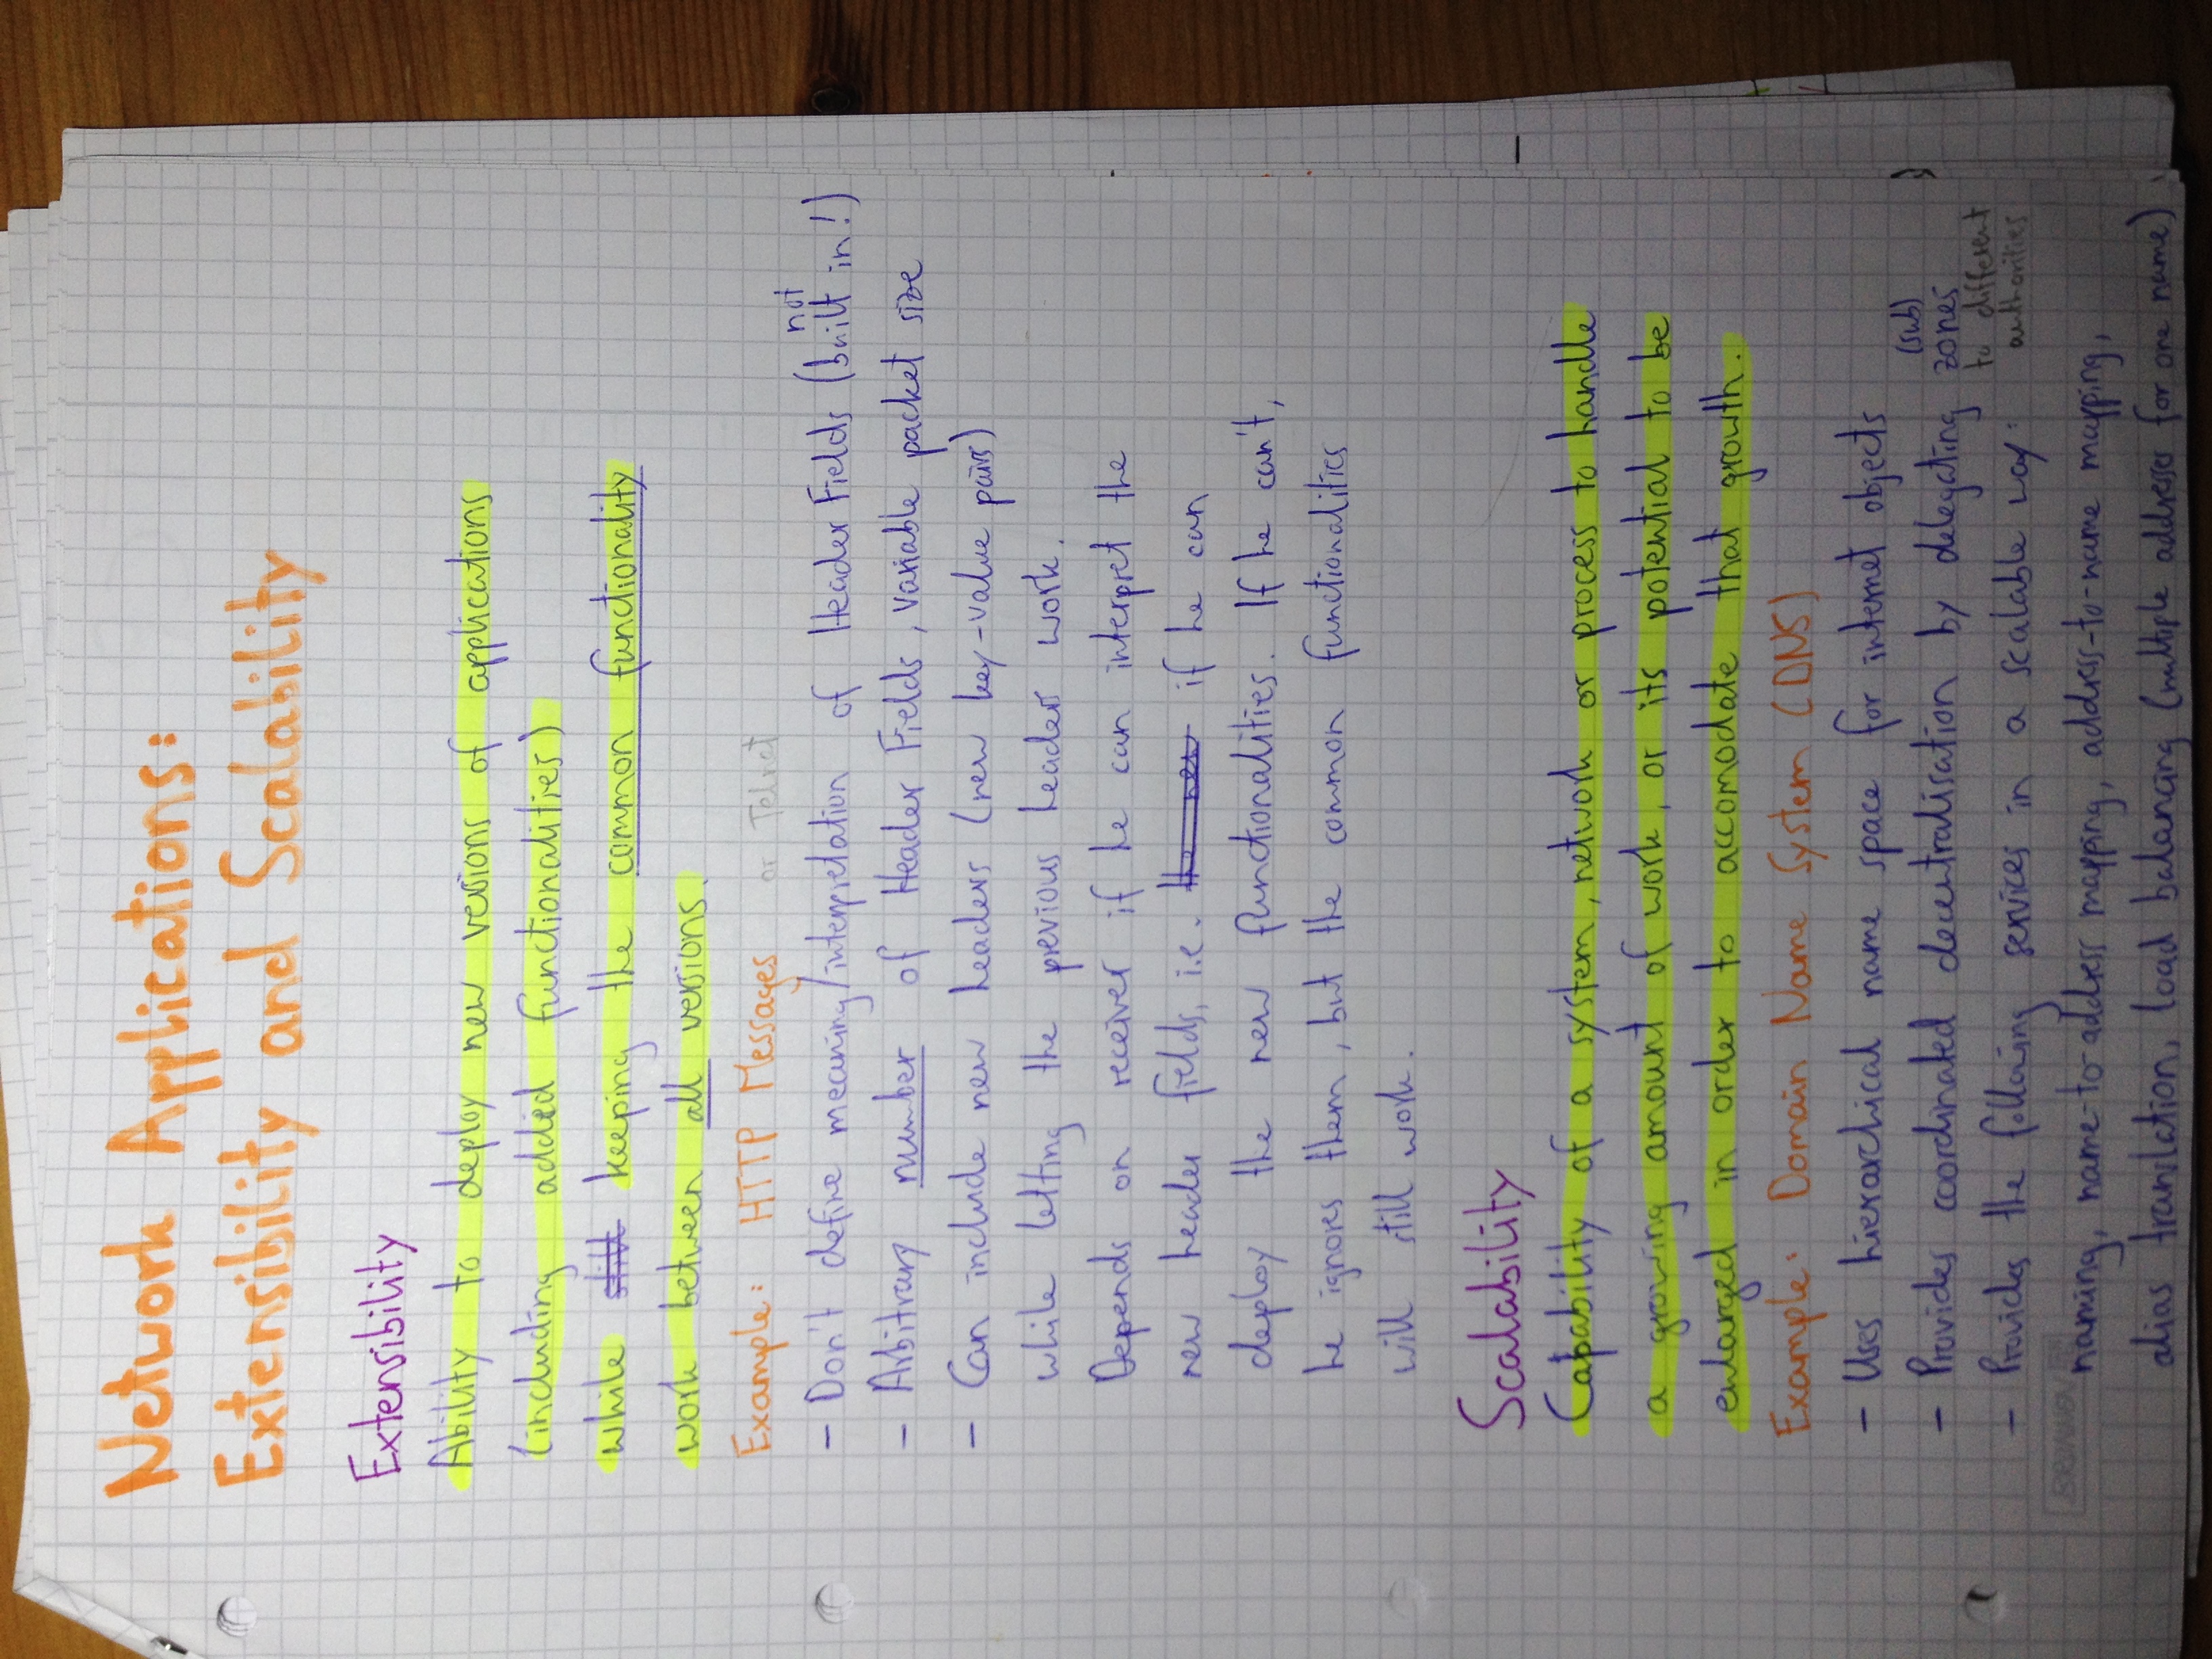 Network Applications:
Extensibility and Scalability
Extensibility
Ability to deploy new versions of applications
(including added functionalities)
while still keeping the common functionality
work between all versions.
Example: HTTP Messages or Telnet
- Don't define meaning/interpretation of Header Fields (not built in!)
- Arbitrary number of Header Fields, variable packet size
- Can include new headers (new key-value pairs)
while letting the previous headers work.
Depends on receiver if he can interpret the
new header fields, i.e. the new if he can
deploy the new functionalities. If he can't,
he ignores them, but the common functionalities
will still work.
Scalability
Capability of a system, network or process to handle
a growing amount of work, or its potential to be
enlarged in order to accomodate that growth.
Example: Domain Name System (DNS)
- Uses hierarchical name space for internet objects
- Provides coordinated decentralisation by delegating (sub) zones to different authorities
- Provides the following services in a scalable way:
naming, name-to-address mapping, address-to-name mapping,
alias translation, load balancing (multiple addresses for one name)